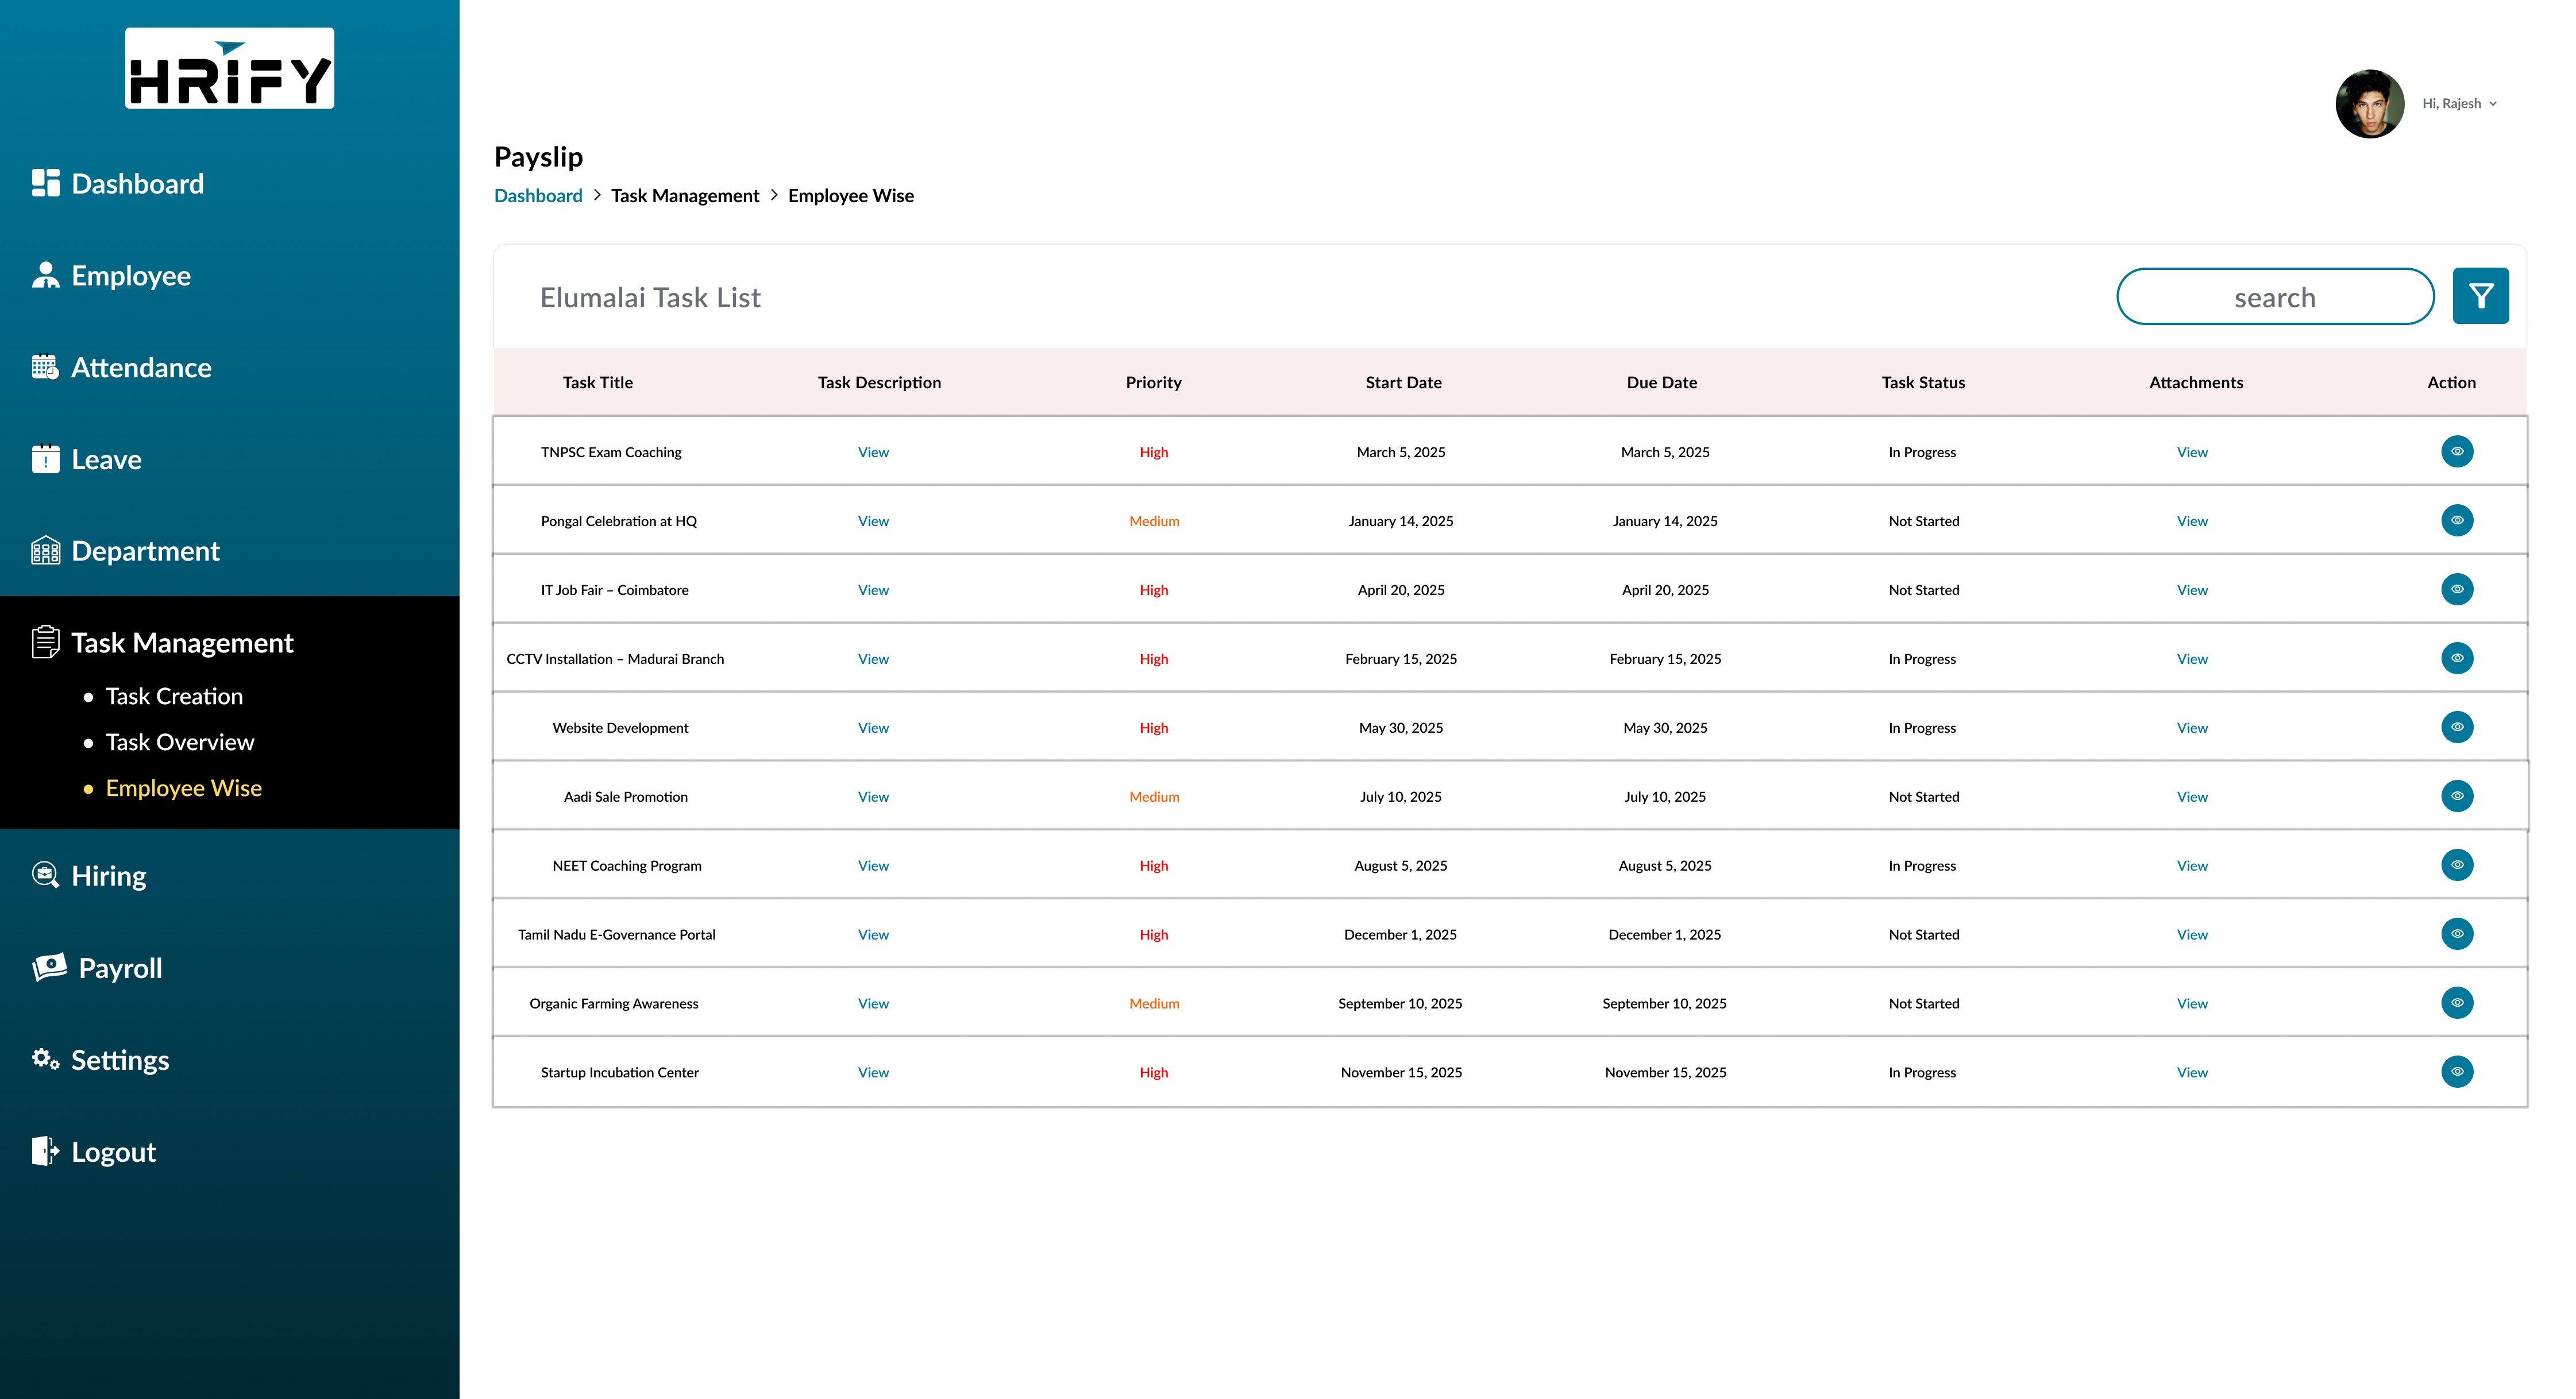 HRIFY
Dashboard
Employee
Attendance
Leave
Department
Task Management
Task Creation
Task Overview
Employee Wise
Hiring
Payroll
Settings
Logout
Hi, Rajesh
Payslip
Dashboard > Task Management > Employee Wise
Elumalai Task List search
Task Title Task Description Priority Start Date Due Date Task Status Attachments Action
TNPSC Exam Coaching View High March 5, 2025 March 5, 2025 In Progress View
Pongal Celebration at HQ View Medium January 14, 2025 January 14, 2025 Not Started View
IT Job Fair – Coimbatore View High April 20, 2025 April 20, 2025 Not Started View
CCTV Installation – Madurai Branch View High February 15, 2025 February 15, 2025 In Progress View
Website Development View High May 30, 2025 May 30, 2025 In Progress View
Aadi Sale Promotion View Medium July 10, 2025 July 10, 2025 Not Started View
NEET Coaching Program View High August 5, 2025 August 5, 2025 In Progress View
Tamil Nadu E-Governance Portal View High December 1, 2025 December 1, 2025 Not Started View
Organic Farming Awareness View Medium September 10, 2025 September 10, 2025 Not Started View
Startup Incubation Center View High November 15, 2025 November 15, 2025 In Progress View